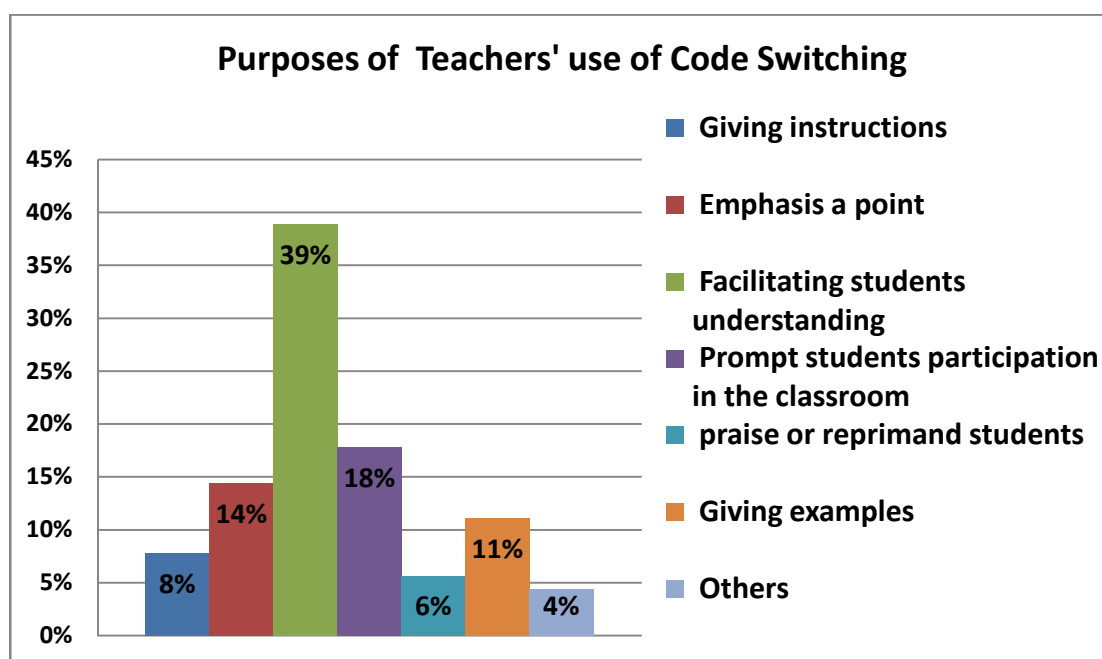 Purposes of Teachers' use of Code Switching
45%
40%
35%
30%
25%
20%
15%
10%
5%
0%
8%
14%
39%
18%
6%
11%
4%
Giving instructions
Emphasis a point
Facilitating students
understanding
Prompt students participation
in the classroom
praise or reprimand students
Giving examples
Others